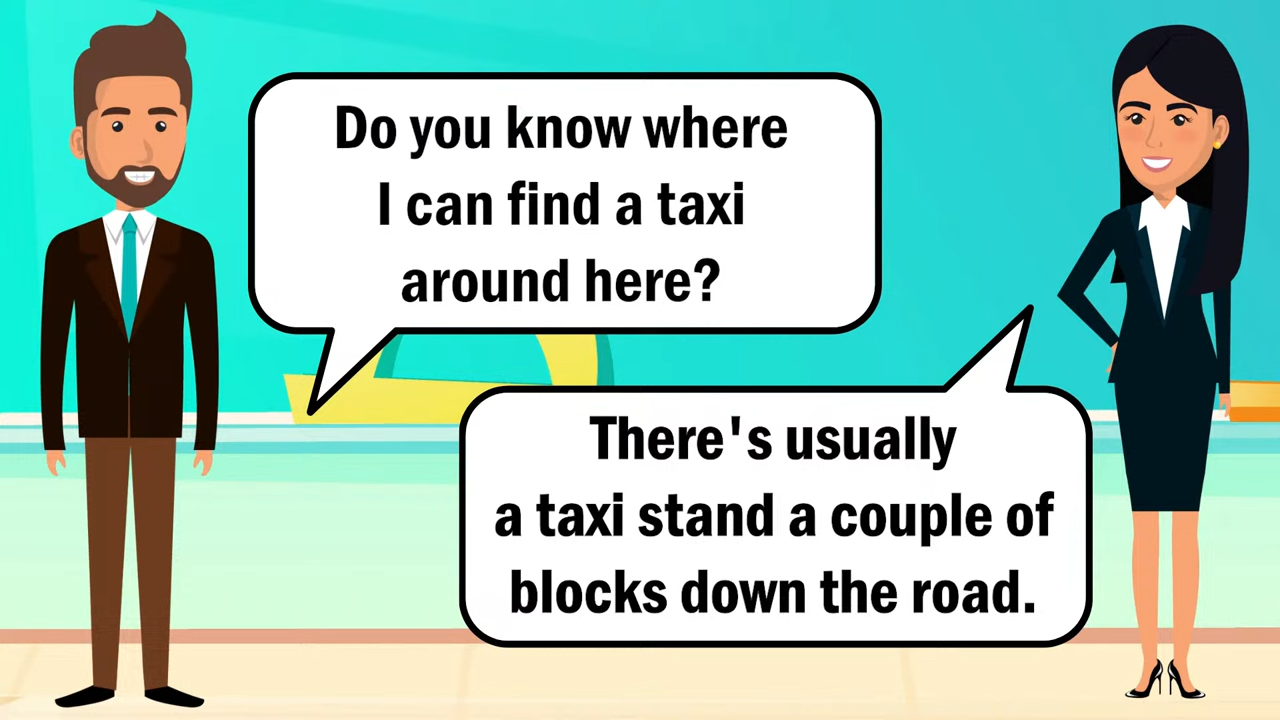 Do you know where
I can find a taxi
around here?
There's usually
a taxi stand a couple of
blocks down the road.